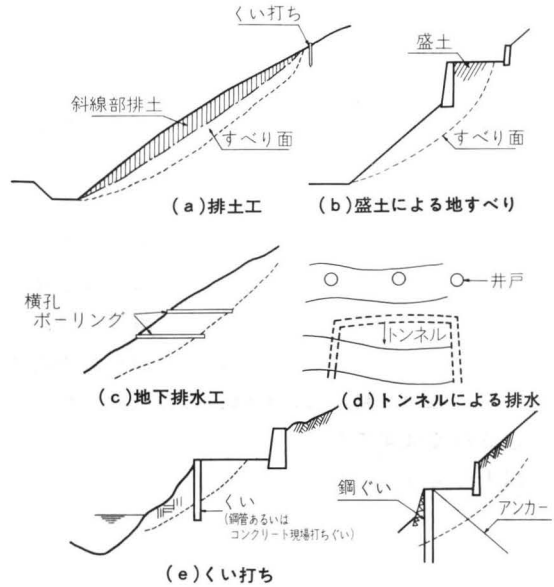 くい打ち
斜線部排土
すべり面
(a)排土工
盛土
すべり面
(b)盛土による地すべり
横孔
ボーリング
(c)地下排水工
井戸
トンネル
(d)トンネルによる排水
くい
(鋼管あるいは
コンクリート現場打ちぐい)
鋼ぐい
アンカー
(e)くい打ち